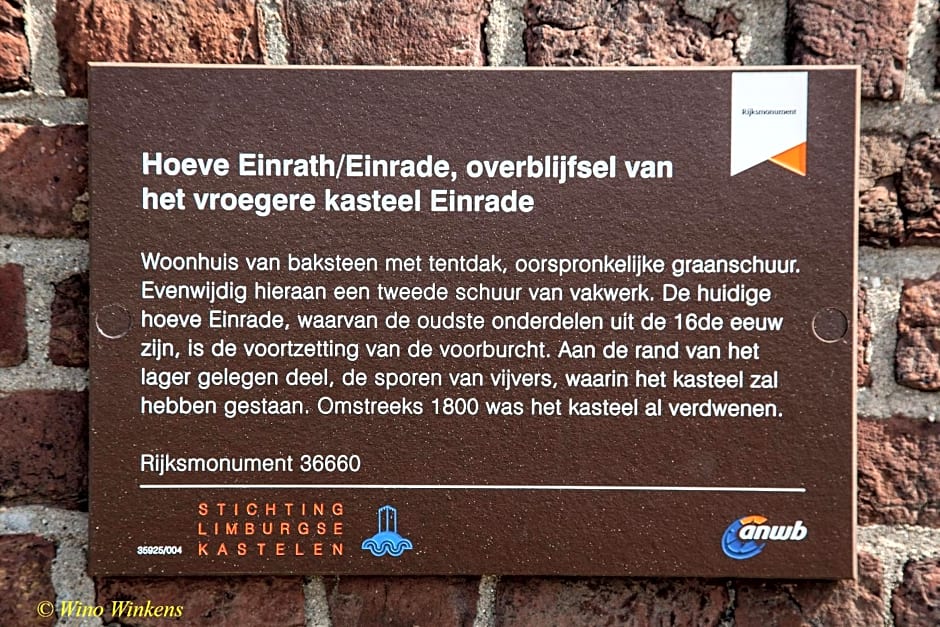 Rijksmonument
Hoeve Einrath/Einrade, overblijfsel van
het vroegere kasteel Einrade
Woonhuis van baksteen met tentdak, oorspronkelijke graanschuur.
Evenwijdig hieraan een tweede schuur van vakwerk. De huidige
hoeve Einrade, waarvan de oudste onderdelen uit de 16de eeuw
zijn, is de voortzetting van de voorburcht. Aan de rand van het
lager gelegen deel, de sporen van vijvers, waarin het kasteel zal
hebben gestaan. Omstreeks 1800 was het kasteel al verdwenen.
Rijksmonument 36660
STICHTING
LIMBURGSE
KASTELEN
35925/004
anwb
© Wino Winkens